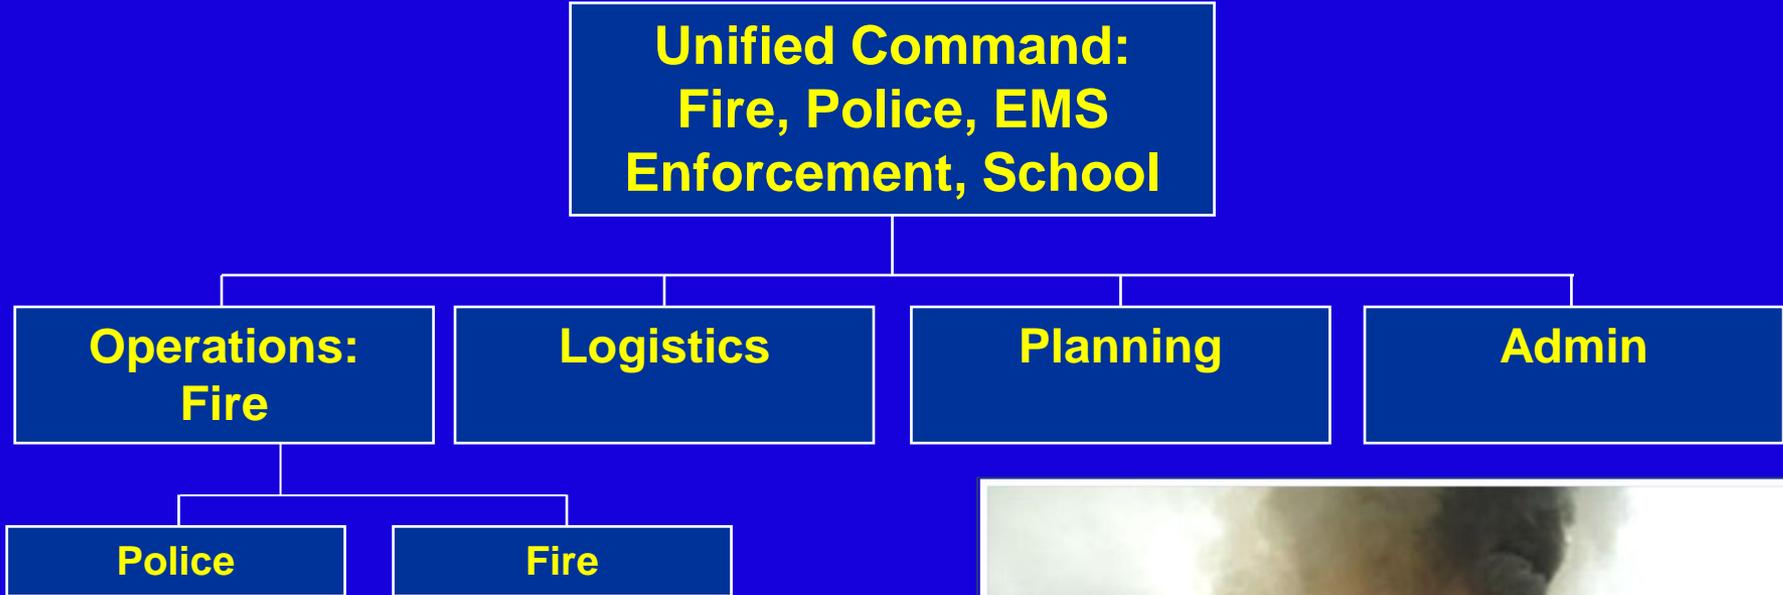 Unified Command:
Fire, Police, EMS
Enforcement, School
Operations:
Fire
Logistics
Planning
Admin
Police
Fire